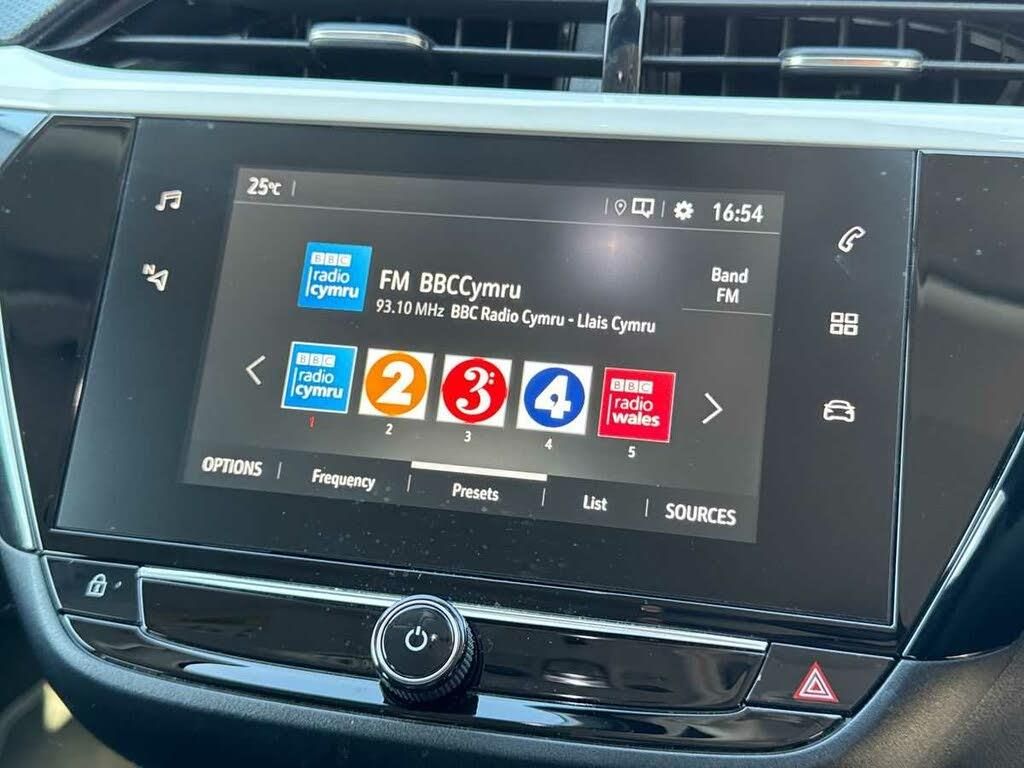 25°C
16:54
BBC
radio
cymru
FM BBCCymru
93.10 MHz BBC Radio Cymru - Llais Cymru
Band
FM
BBC
radio
cymru
2
3
4
BBC
radio
wales
1
2
3
4
5
OPTIONS
Frequency
Presets
List
SOURCES
N